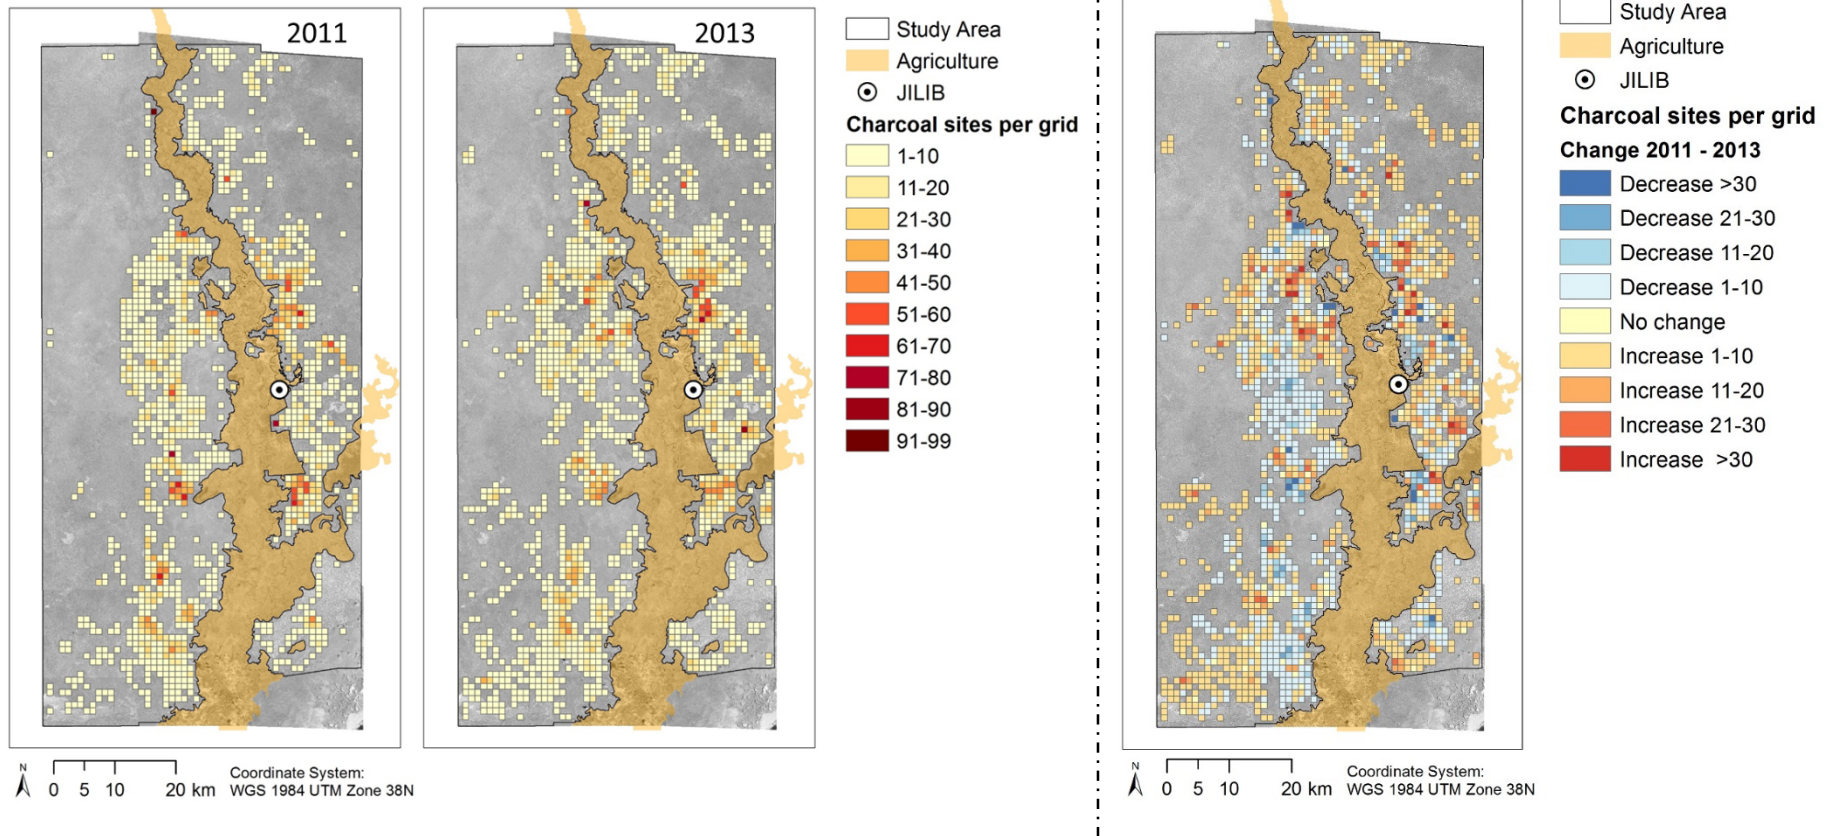 2011
N
0 5 10 20 km
Coordinate System:
WGS 1984 UTM Zone 38N
2013
Study Area
Agriculture
JILIB
Charcoal sites per grid
1-10
11-20
21-30
31-40
41-50
51-60
61-70
71-80
81-90
91-99
N
0 5 10 20 km
Coordinate System:
WGS 1984 UTM Zone 38N
Study Area
Agriculture
JILIB
Charcoal sites per grid
Change 2011 - 2013
Decrease >30
Decrease 21-30
Decrease 11-20
Decrease 1-10
No change
Increase 1-10
Increase 11-20
Increase 21-30
Increase >30